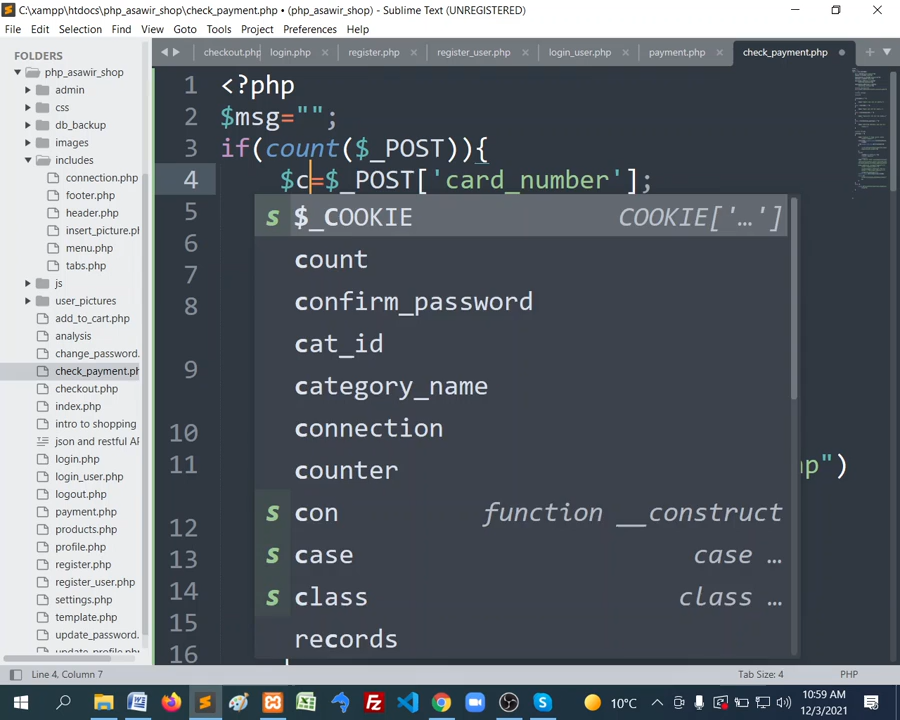 C:\xampp\htdocs\php_asawir_shop\check_payment.php • (php_asawir_shop) - Sublime Text (UNREGISTERED)
File Edit Selection Find View Goto Tools Project Preferences Help
FOLDERS
php_asawir_shop
admin
css
db_backup
images
includes
connection.php
footer.php
header.php
insert_picture.ph
menu.php
tabs.php
js
user_pictures
add_to_cart.php
analysis
change_password.
check_payment.ph
checkout.php
index.php
intro to shopping
json and restful AP
login.php
login_user.php
logout.php
payment.php
products.php
profile.php
register.php
register_user.php
settings.php
template.php
update_password.
update_profile.php
checkout.php login.php register.php register_user.php login_user.php payment.php check_payment.php
1 <?php
2 $msg="";
3 if(count($_POST)){
4 $c=$_POST['card_number'];
5
6
7
8
9
10
11 p")
12
13
14
15
16
s $_COOKIE COOKIE['…']
count
confirm_password
cat_id
category_name
connection
counter
s con function __construct
s case case …
s class class …
records
Line 4, Column 7 Tab Size: 4 PHP
10°C 10:59 AM
12/3/2021